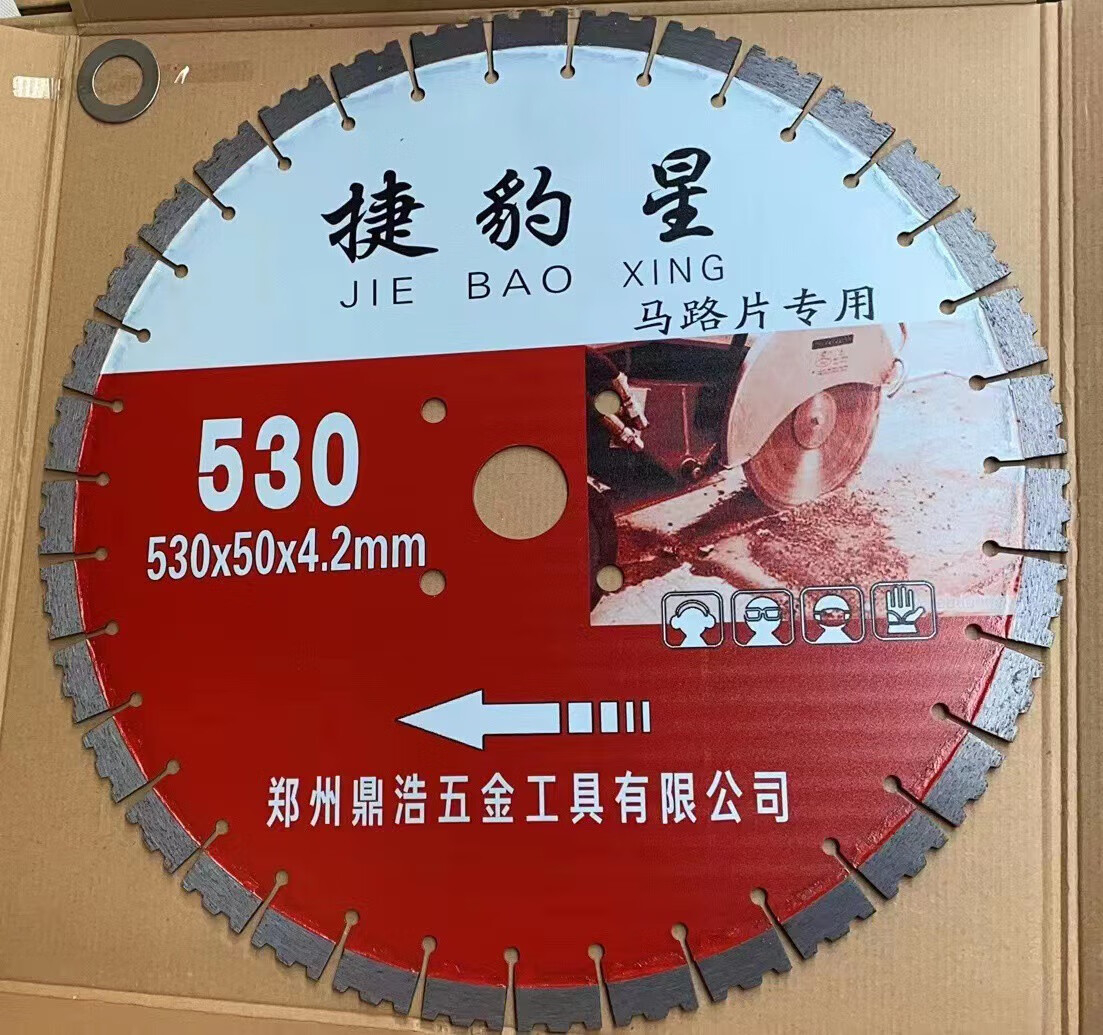 捷豹星
JIE BAO XING
马路片专用
530
530x50x4.2mm
郑州鼎浩五金工具有限公司